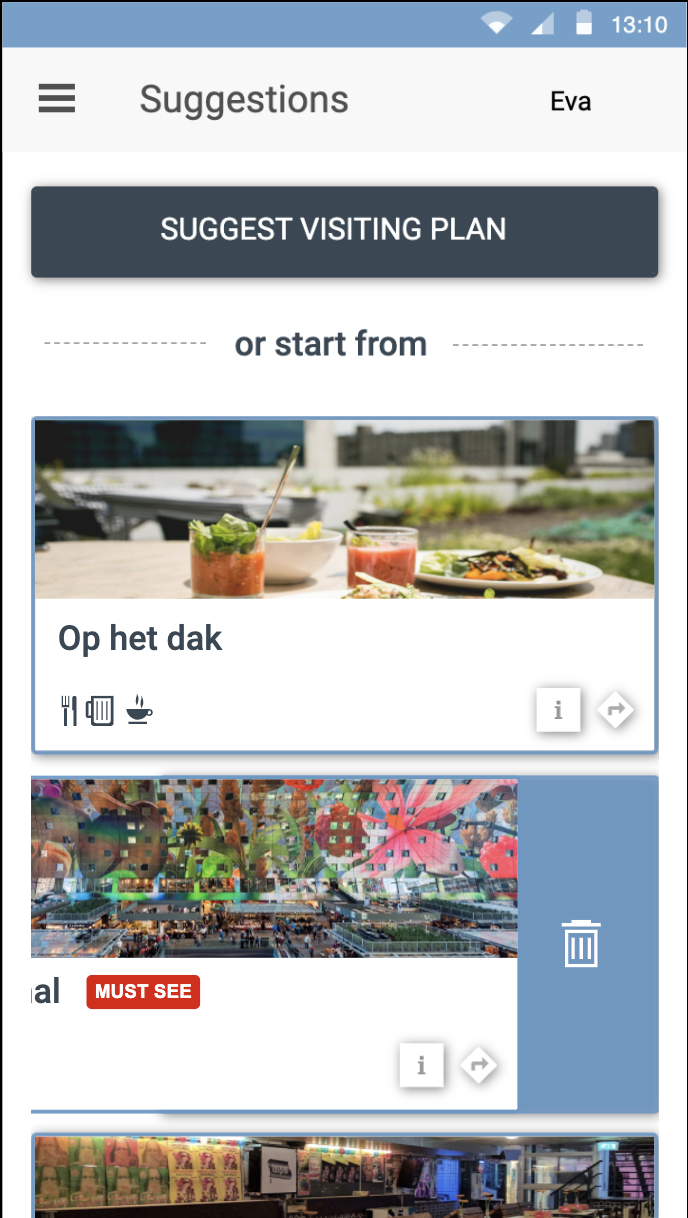 13:10
Suggestions
Eva
SUGGEST VISITING PLAN
or start from
Op het dak
i
al MUST SEE
i